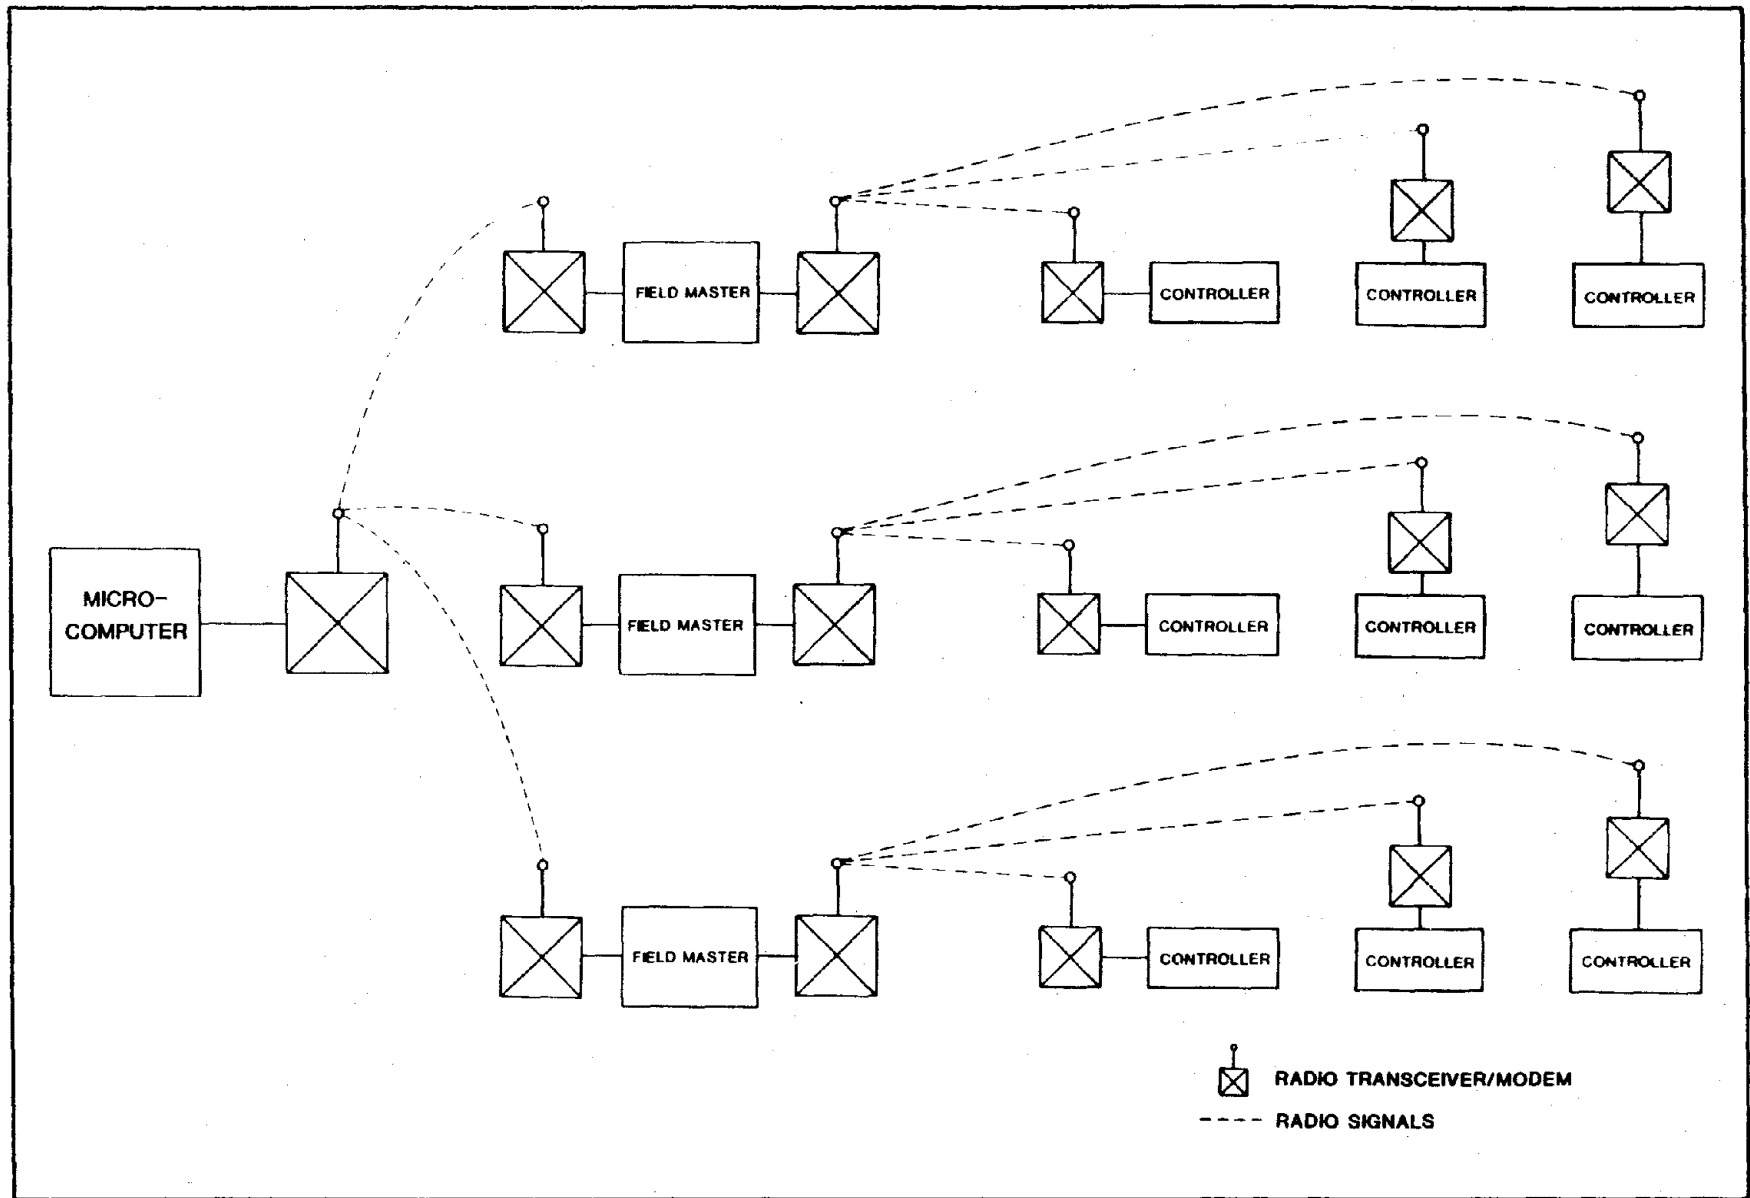 FIELD MASTER
CONTROLLER
CONTROLLER
CONTROLLER
MICRO-
COMPUTER
FIELD MASTER
CONTROLLER
CONTROLLER
CONTROLLER
FIELD MASTER
CONTROLLER
CONTROLLER
CONTROLLER
RADIO TRANSCEIVER/MODEM
RADIO SIGNALS